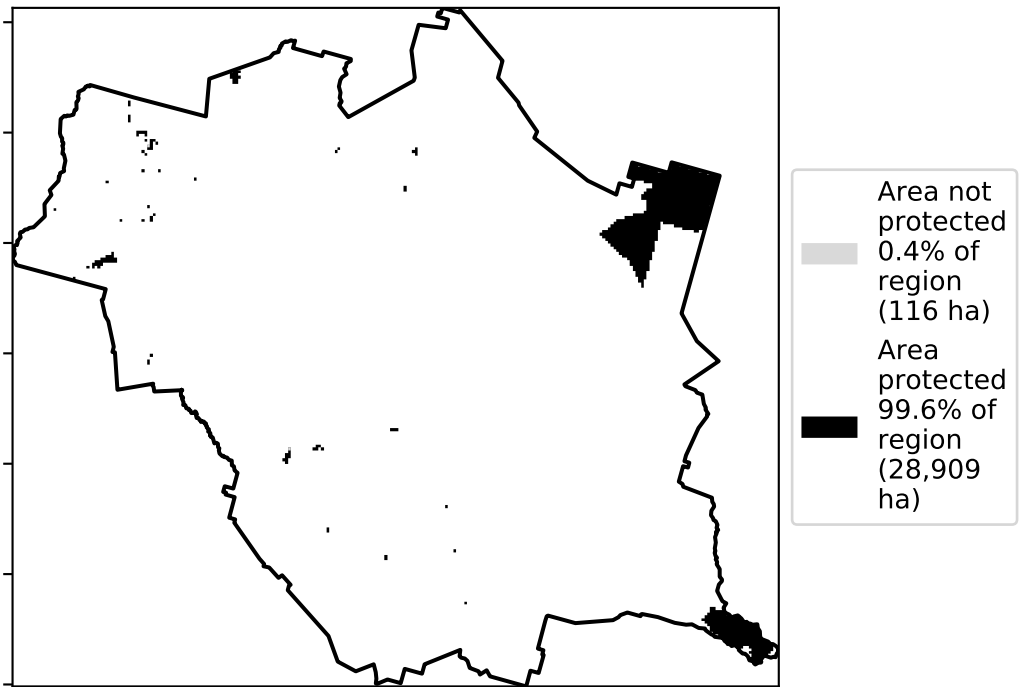 Area not
protected
0.4% of
region
(116 ha)
Area
protected
99.6% of
region
(28,909
ha)